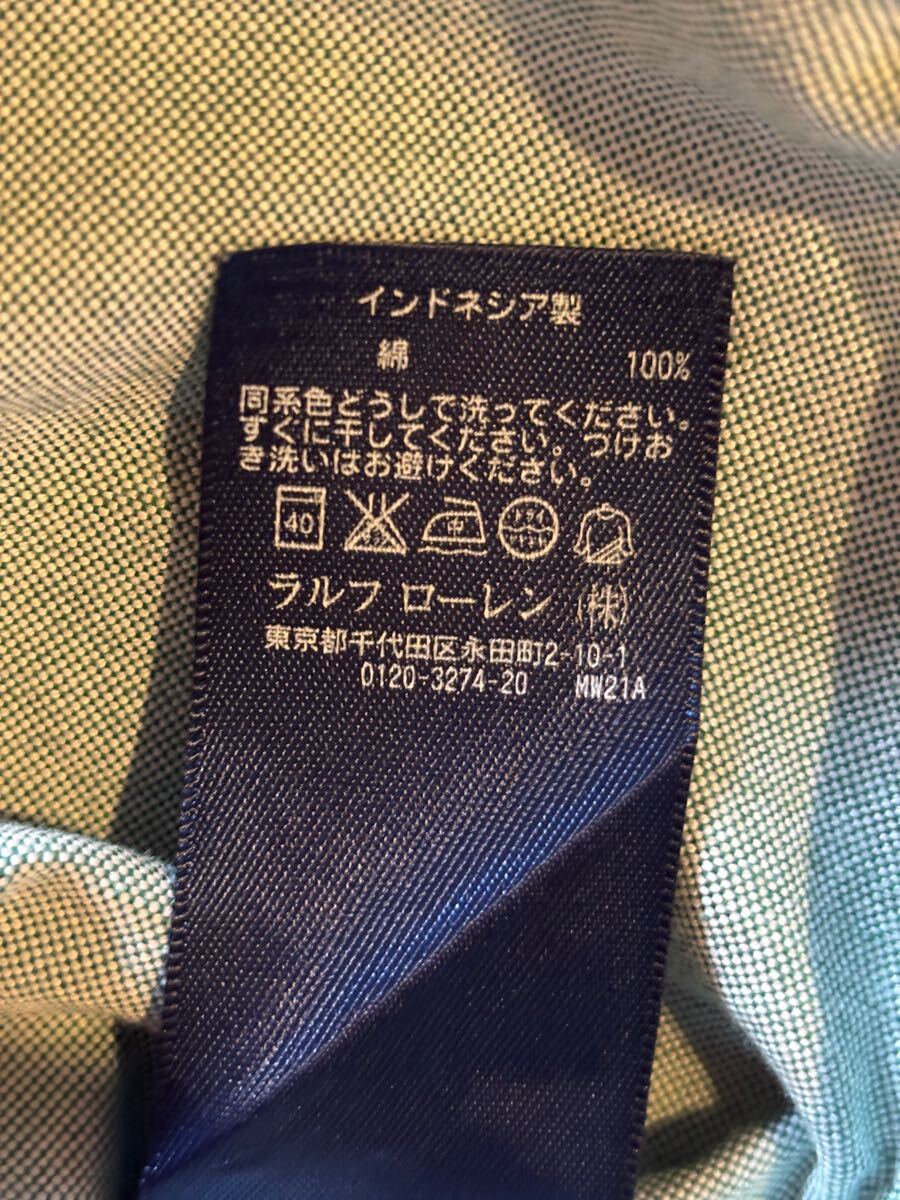 インドネシア製
綿 100%
同系色どうしで洗ってください。
すぐに干してください。つけお
き洗いはお避けください。
40 中
ラルフ ローレン (株)
東京都千代田区永田町2-10-1
0120-3274-20 MW21A